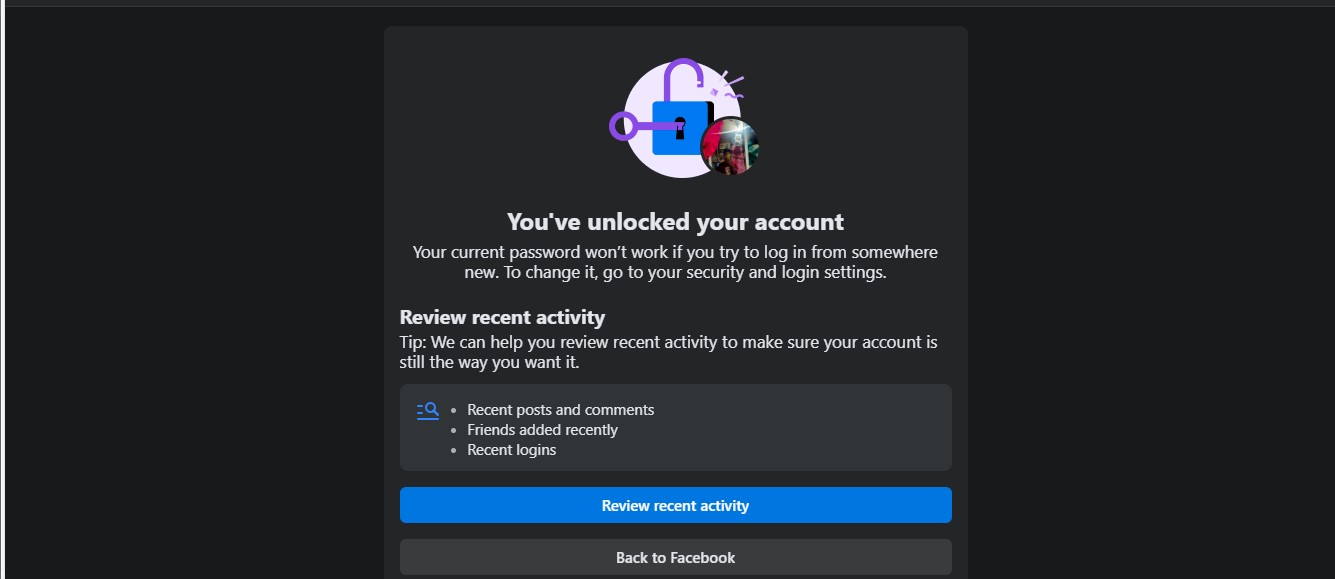 You've unlocked your account
Your current password won’t work if you try to log in from somewhere
new. To change it, go to your security and login settings.
Review recent activity
Tip: We can help you review recent activity to make sure your account is
still the way you want it.
• Recent posts and comments
• Friends added recently
• Recent logins
Review recent activity
Back to Facebook